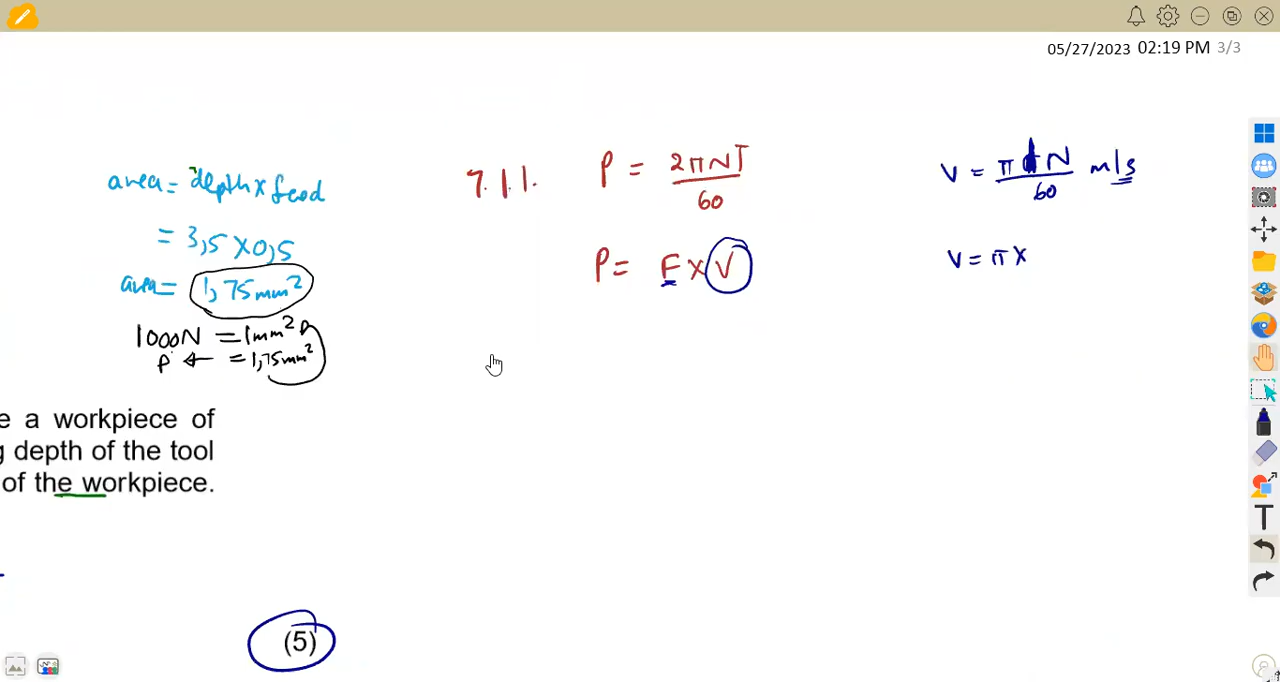 05/27/2023 02:19 PM 3/3
area = depth x feed
= 3,5 x 0,5
area = 1,75mm²
1000N = 1mm²
P ← = 1,75mm²
e a workpiece of
g depth of the tool
of the workpiece.
(5)
7.1.1.
P = 2πNT/60
P = F x V
V = πdN/60 m/s
V = π x
T